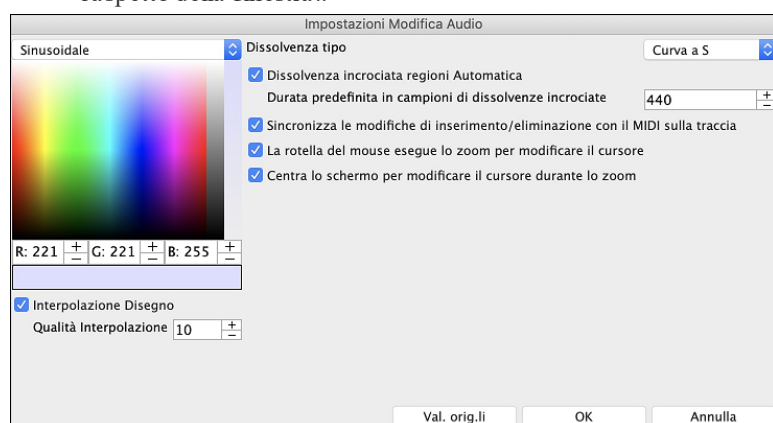 Impostazioni Modifica Audio
Sinusoidale
Dissolvenza tipo
Curva a S
Dissolvenza incrociata regioni Automatica
Durata predefinita in campioni di dissolvenze incrociate
440
Sincronizza le modifiche di inserimento/eliminazione con il MIDI sulla traccia
La rotella del mouse esegue lo zoom per modificare il cursore
Centra lo schermo per modificare il cursore durante lo zoom
R: 221 + - G: 221 + - B: 255 + -
Interpolazione Disegno
Qualità Interpolazione 10 + -
Val. orig.li
OK
Annulla